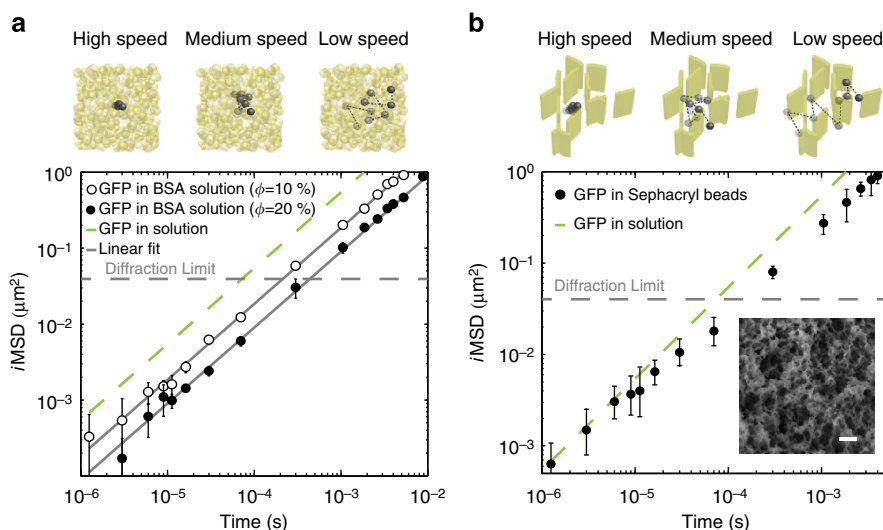 a
High speed Medium speed Low speed
GFP in BSA solution (ϕ=10 %)
GFP in BSA solution (ϕ=20 %)
GFP in solution
Linear fit
Diffraction Limit
iMSD (μm²)
10⁰
10⁻¹
10⁻²
10⁻³
10⁻⁶ 10⁻⁵ 10⁻⁴ 10⁻³ 10⁻²
Time (s)
b
High speed Medium speed Low speed
GFP in Sephacryl beads
GFP in solution
Diffraction Limit
iMSD (μm²)
10⁰
10⁻¹
10⁻²
10⁻³
10⁻⁶ 10⁻⁵ 10⁻⁴ 10⁻³
Time (s)